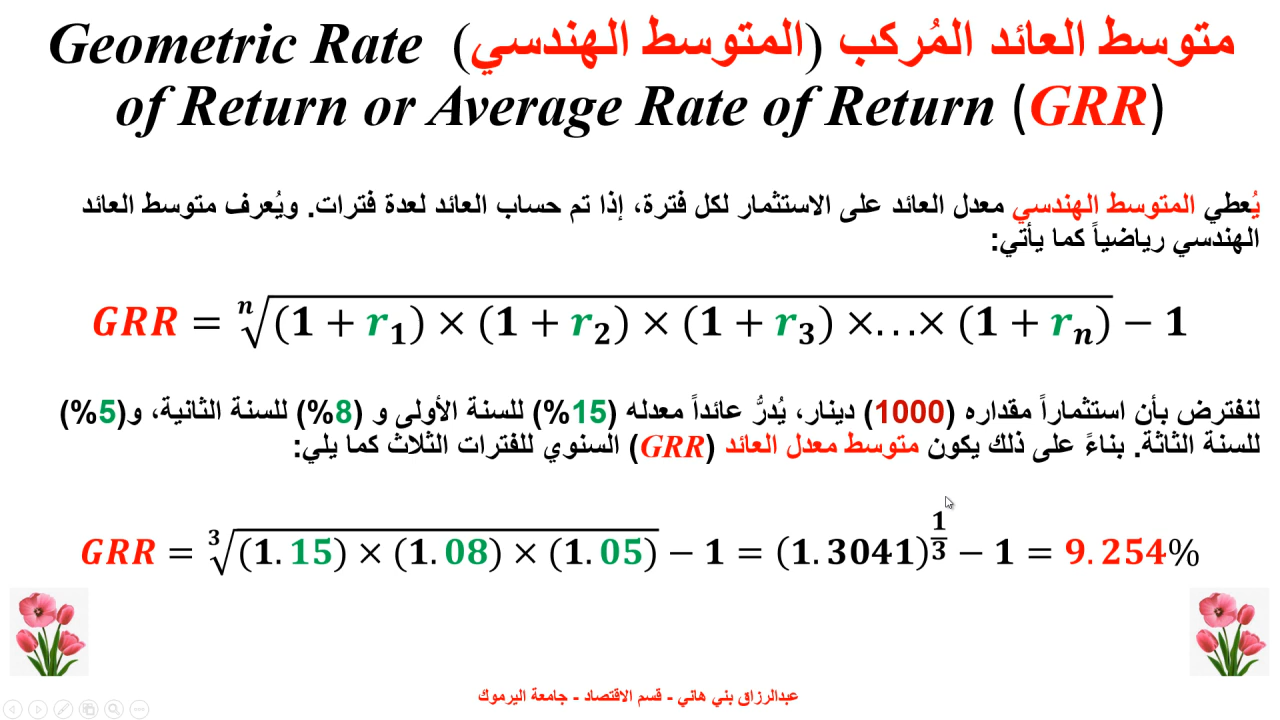 متوسط العائد المُركب (المتوسط الهندسي) Geometric Rate
of Return or Average Rate of Return (GRR)
يُعطي المتوسط الهندسي معدل العائد على الاستثمار لكل فترة، إذا تم حساب العائد لعدة فترات. ويُعرف متوسط العائد
الهندسي رياضياً كما يأتي:
GRR = ⁿ√((1 + r₁) × (1 + r₂) × (1 + r₃) ×…× (1 + rₙ)) − 1
لنفترض بأن استثماراً مقداره (1000) دينار، يُدرُّ عائداً معدله (15%) للسنة الأولى و (8%) للسنة الثانية، و(5%)
للسنة الثاثة. بناءً على ذلك يكون متوسط معدل العائد (GRR) السنوي للفترات الثلاث كما يلي:
GRR = ³√((1.15) × (1.08) × (1.05)) − 1 = (1.3041)^(1/3) − 1 = 9.254%
عبدالرزاق بني هاني - قسم الاقتصاد - جامعة اليرموك